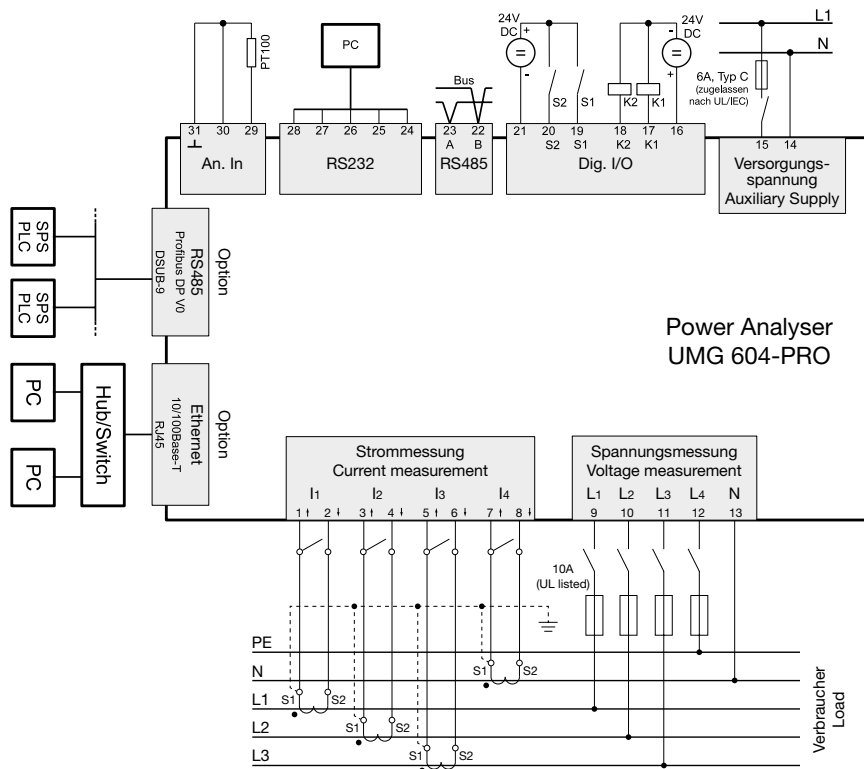 24V
DC
+
-
24V
DC
-
+
L1
N
PT100
PC
Bus
S2
S1
K2
K1
6A, Typ C
(zugelassen
nach UL/IEC)
31 30 29
An. In
28 27 26 25 24
RS232
23 22
A B
RS485
21 20 19 18 17 16
S2 S1 K2 K1
Dig. I/O
15 14
Versorgungs-
spannung
Auxiliary Supply
SPS
PLC
SPS
PLC
RS485
Profibus DP V0
DSUB-9
Option
Power Analyser
UMG 604-PRO
PC
PC
Hub/Switch
Ethernet
10/100Base-T
RJ45
Option
Strommessung
Current measurement
I1 I2 I3 I4
1 2 3 4 5 6 7 8
Spannungsmessung
Voltage measurement
L1 L2 L3 L4 N
9 10 11 12 13
10A
(UL listed)
PE
N
S1 S2
L1
S1 S2
L2
S1 S2
L3
S1 S2
Verbraucher
Load